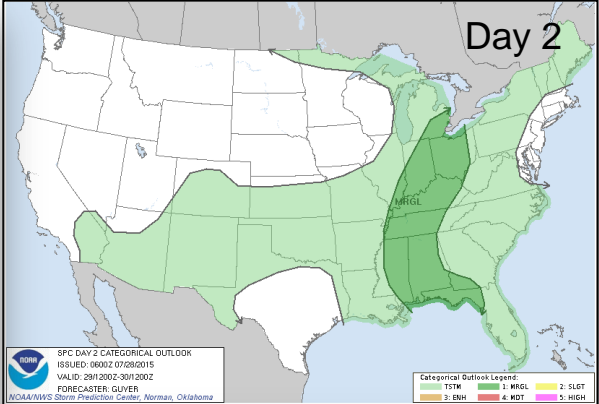 Day 2
MRGL
NOAA
SPC DAY 2 CATEGORICAL OUTLOOK
ISSUED: 0600Z 07/28/2015
VALID: 29/1200Z-30/1200Z
FORECASTER: GUYER
NOAA/NWS Storm Prediction Center, Norman, Oklahoma
Categorical Outlook Legend:
TSTM 1: MRGL 2: SLGT
3: ENH 4: MDT 5: HIGH